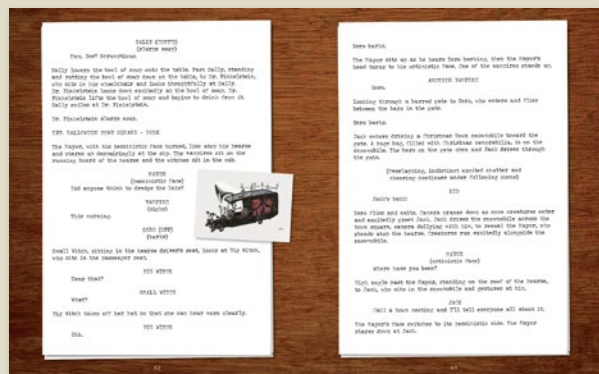 SALLY (CONT'D)
(slurps soup)
Yum. See? Scrumptious.
Sally lowers the bowl of soup onto the table. Past Sally, standing
and putting the bowl of soup down on the table, to Dr. Finkelstein,
who sits in his wheelchair and looks thoughtfully at Sally.
Dr. Finkelstein looks down excitedly at the bowl of soup.
Dr. Finkelstein lifts the bowl of soup and begins to drink from it.
Sally smiles at Dr. Finkelstein.
Dr. Finkelstein slurps soup.
EXT. HALLOWEEN TOWN SQUARE - DUSK
The Mayor, with his pessimistic face turned, lies atop his hearse
and stares up despairingly at the sky. The vampires sit on the
running board of the hearse and the witches sit in the cab.
MAYOR
(pessimistic face)
Did anyone think to dredge the lake?
VAMPIRE
(sighs)
This morning.
ZERO (OFF)
(barks)
Small Witch, sitting in the hearse driver's seat, looks at Big Witch,
who sits in the passenger seat.
BIG WITCH
Hear that?
SMALL WITCH
What?
Big Witch takes off her hat so that she can hear more clearly.
BIG WITCH
Shh.
62
Zero barks.
The Mayor sits up as he hears Zero barking, then the Mayor's
head turns to his optimistic face. One of the vampires stands up.
ANOTHER VAMPIRE
Zero.
Looking through a barred gate to Zero, who enters and flies
between the bars in the gate.
Zero barks.
Jack enters driving a Christmas Town snowmobile toward the
gate. A huge bag, filled with Christmas memorabilia, is on the
snowmobile. The bars on the gate open and Jack drives through
the gate.
(overlapping, indistinct excited chatter and
cheering continues under following scene)
KID
Jack's back!
Zero flies and exits. Camera cranes down as more creatures enter
and excitedly greet Jack. Jack drives the snowmobile across the
town square, camera dollying with him, to reveal the Mayor, who
stands atop the hearse. Creatures run excitedly alongside the
snowmobile.
MAYOR
(optimistic face)
Where have you been?
High angle past the Mayor, standing on the roof of the hearse,
to Jack, who sits in the snowmobile and gestures at him.
JACK
Call a town meeting and I'll tell everyone all about it.
The Mayor's face switches to its pessimistic side. The Mayor
stares down at Jack.
63